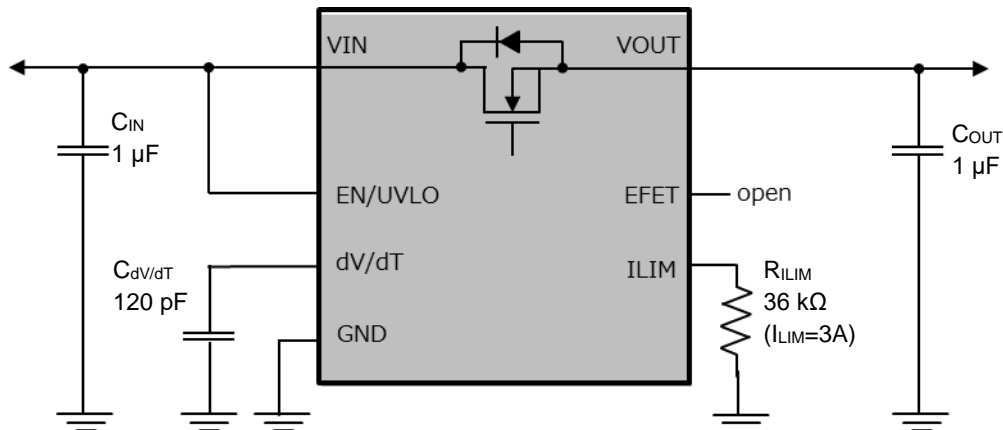 VIN
VOUT
CIN
1 µF
COUT
1 µF
EN/UVLO
EFET
open
CdV/dT
120 pF
dV/dT
ILIM
RILIM
36 kΩ
(ILIM=3A)
GND